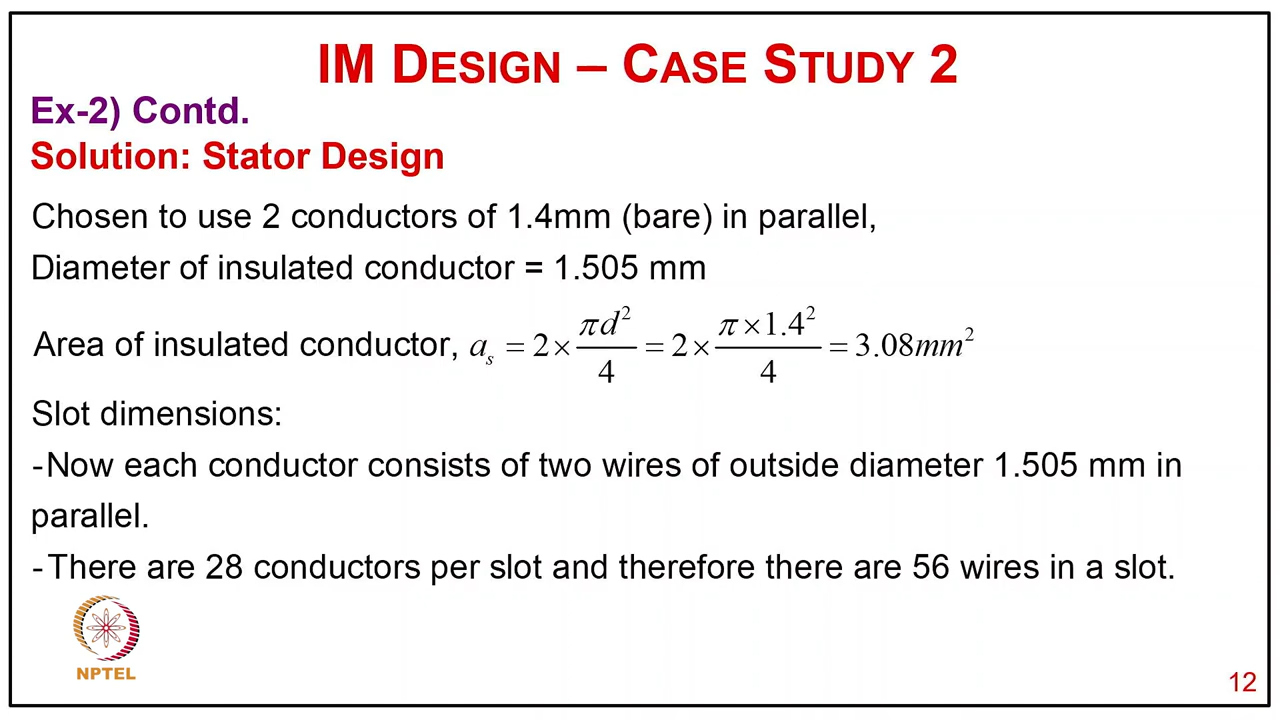 IM DESIGN – CASE STUDY 2
Ex-2) Contd.
Solution: Stator Design
Chosen to use 2 conductors of 1.4mm (bare) in parallel,
Diameter of insulated conductor = 1.505 mm
Area of insulated conductor, a_s = 2 × πd²/4 = 2 × π×1.4²/4 = 3.08mm²
Slot dimensions:
-Now each conductor consists of two wires of outside diameter 1.505 mm in
parallel.
-There are 28 conductors per slot and therefore there are 56 wires in a slot.
NPTEL
12